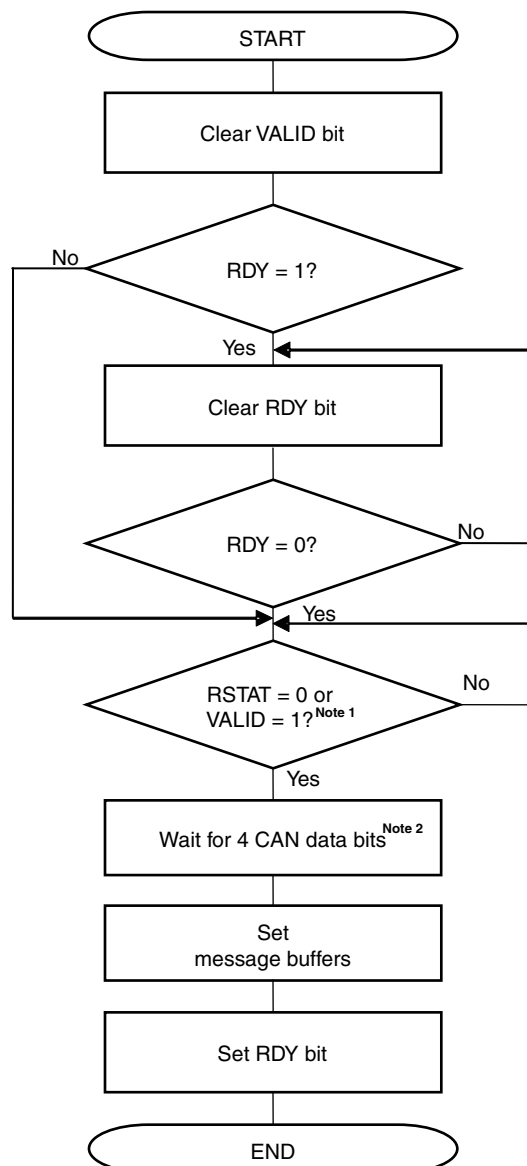 START
Clear VALID bit
No
RDY = 1?
Yes
Clear RDY bit
RDY = 0?
No
Yes
RSTAT = 0 or
VALID = 1?Note 1
No
Yes
Wait for 4 CAN data bitsNote 2
Set
message buffers
Set RDY bit
END